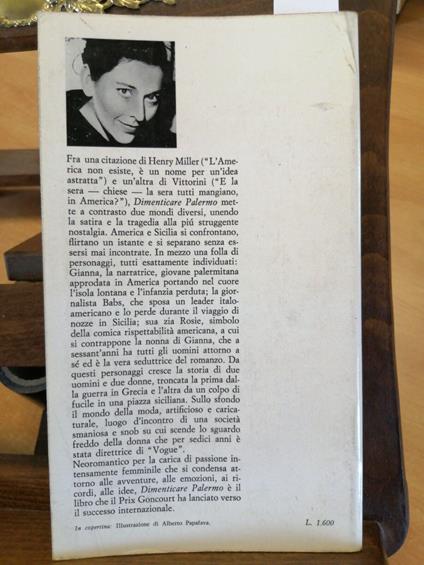 Fra una citazione di Henry Miller ("L'Ame-
rica non esiste, è un nome per un'idea
astratta") e un'altra di Vittorini ("E la
sera — chiese — la sera tutti mangiano,
in America?"), Dimenticare Palermo met-
te a contrasto due mondi diversi, unendo
la satira e la tragedia alla piú struggente
nostalgia. America e Sicilia si confrontano,
flirtano un istante e si separano senza es-
sersi mai incontrate. In mezzo una folla di
personaggi, tutti esattamente individuati:
Gianna, la narratrice, giovane palermitana
approdata in America portando nel cuore
l'isola lontana e l'infanzia perduta; la gior-
nalista Babs, che sposa un leader italo-
americano e lo perde durante il viaggio di
nozze in Sicilia; sua zia Rosie, simbolo
della comica rispettabilità americana, a cui
si contrappone la nonna di Gianna, che a
sessant'anni ha tutti gli uomini attorno a
sé ed è la vera seduttrice del romanzo. Da
questi personaggi cresce la storia di due
uomini e due donne, troncata la prima dal-
la guerra in Grecia e l'altra da un colpo di
fucile in una piazza siciliana. Sullo sfondo
il mondo della moda, artificioso e carica-
turale, luogo d'incontro di una società
smaniosa e snob su cui scende lo sguardo
freddo della donna che per sedici anni è
stata direttrice di "Vogue".
Neoromantico per la carica di passione in-
tensamente femminile che si condensa at-
torno alle avventure, alle emozioni, ai ri-
cordi, alle idee, Dimenticare Palermo è il
libro che il Prix Goncourt ha lanciato verso
il successo internazionale.
In copertina: Illustrazione di Alberto Papafava.
L. 1.600